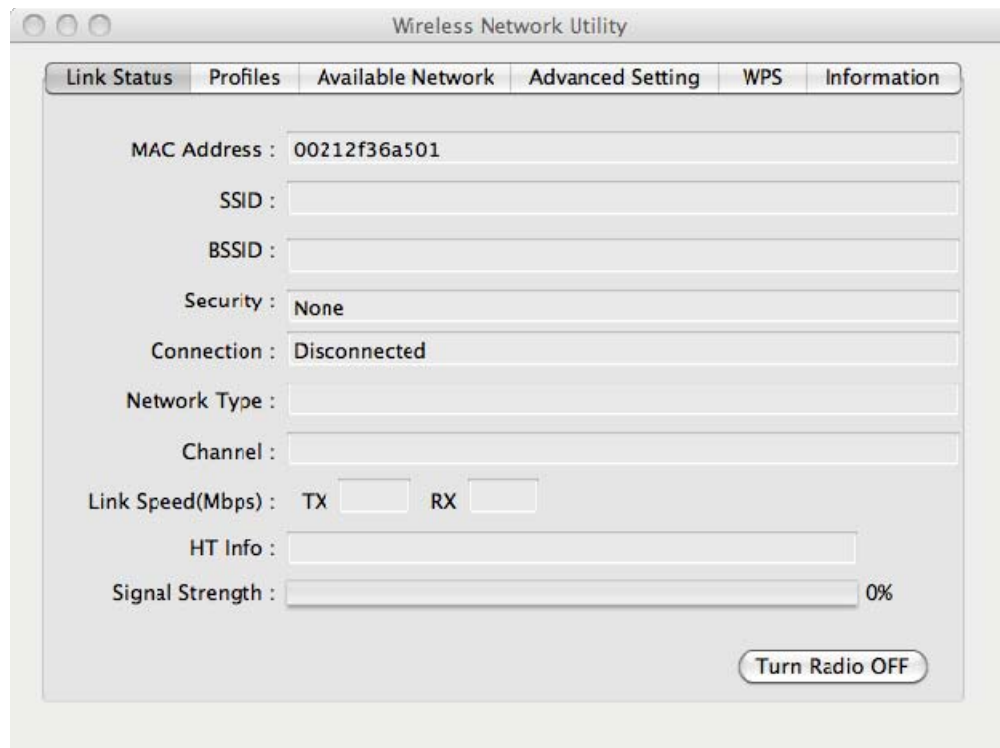 Wireless Network Utility
Link Status Profiles Available Network Advanced Setting WPS Information
MAC Address : 00212f36a501
SSID :
BSSID :
Security : None
Connection : Disconnected
Network Type :
Channel :
Link Speed(Mbps) : TX RX
HT Info :
Signal Strength : 0%
Turn Radio OFF